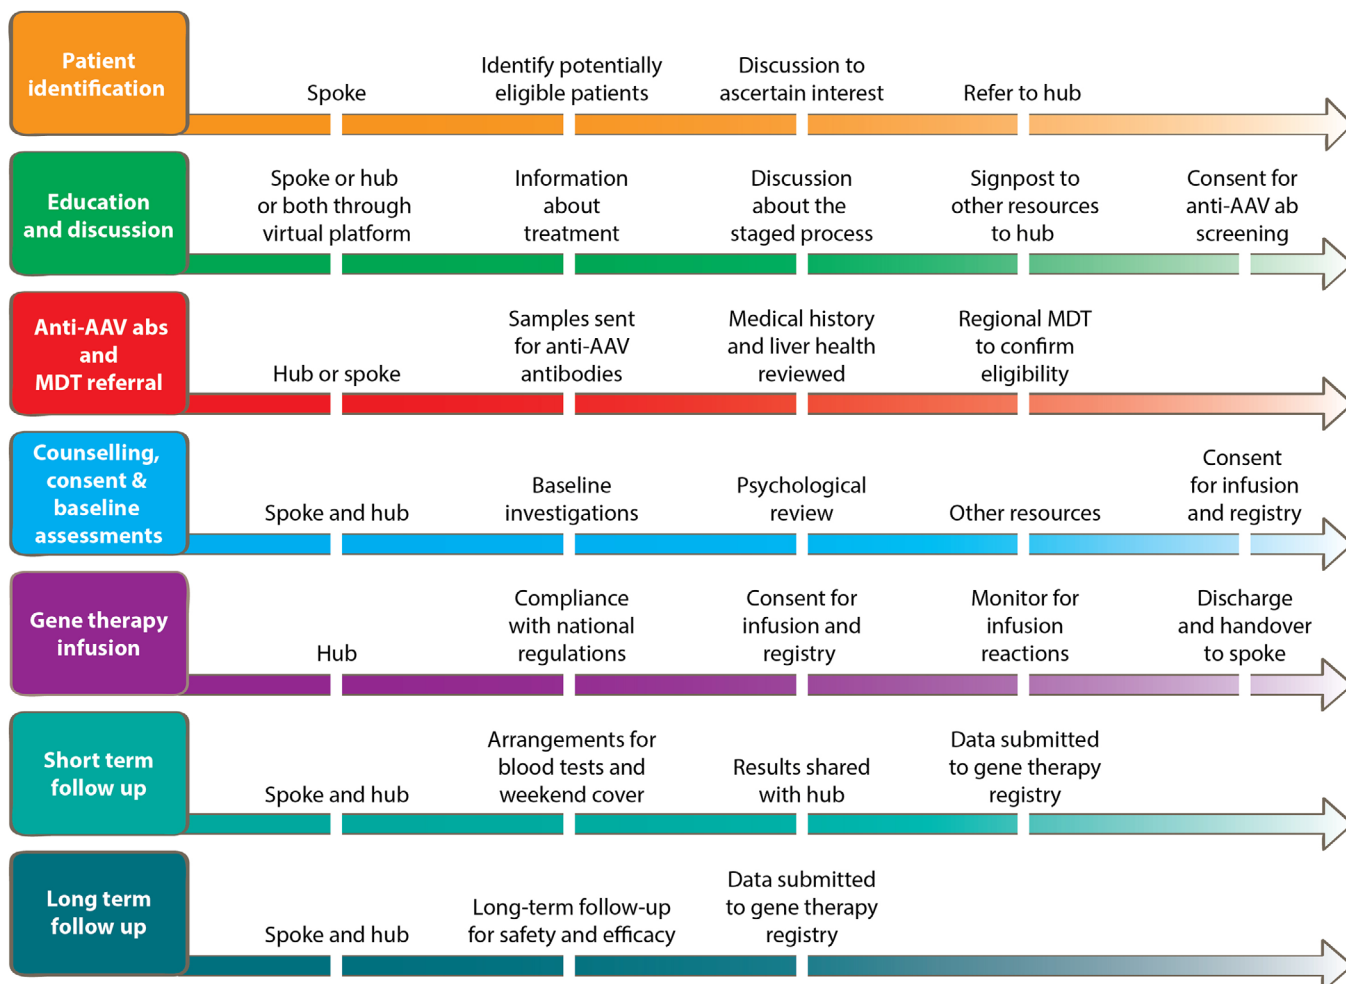 Patient
identification
Spoke
Identify potentially
eligible patients
Discussion to
ascertain interest
Refer to hub
Education
and discussion
Spoke or hub
or both through
virtual platform
Information
about
treatment
Discussion
about the
staged process
Signpost to
other resources
to hub
Consent for
anti-AAV ab
screening
Anti-AAV abs
and
MDT referral
Hub or spoke
Samples sent
for anti-AAV
antibodies
Medical history
and liver health
reviewed
Regional MDT
to confirm
eligibility
Counselling,
consent &
baseline
assessments
Spoke and hub
Baseline
investigations
Psychological
review
Other resources
Consent
for infusion
and registry
Gene therapy
infusion
Hub
Compliance
with national
regulations
Consent for
infusion and
registry
Monitor for
infusion
reactions
Discharge
and handover
to spoke
Short term
follow up
Spoke and hub
Arrangements for
blood tests and
weekend cover
Results shared
with hub
Data submitted
to gene therapy
registry
Long term
follow up
Spoke and hub
Long-term follow-up
for safety and efficacy
Data submitted
to gene therapy
registry